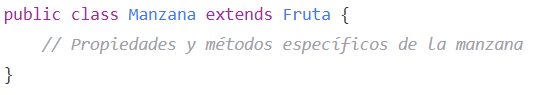 public class Manzana extends Fruta {
    // Propiedades y métodos específicos de la manzana
}